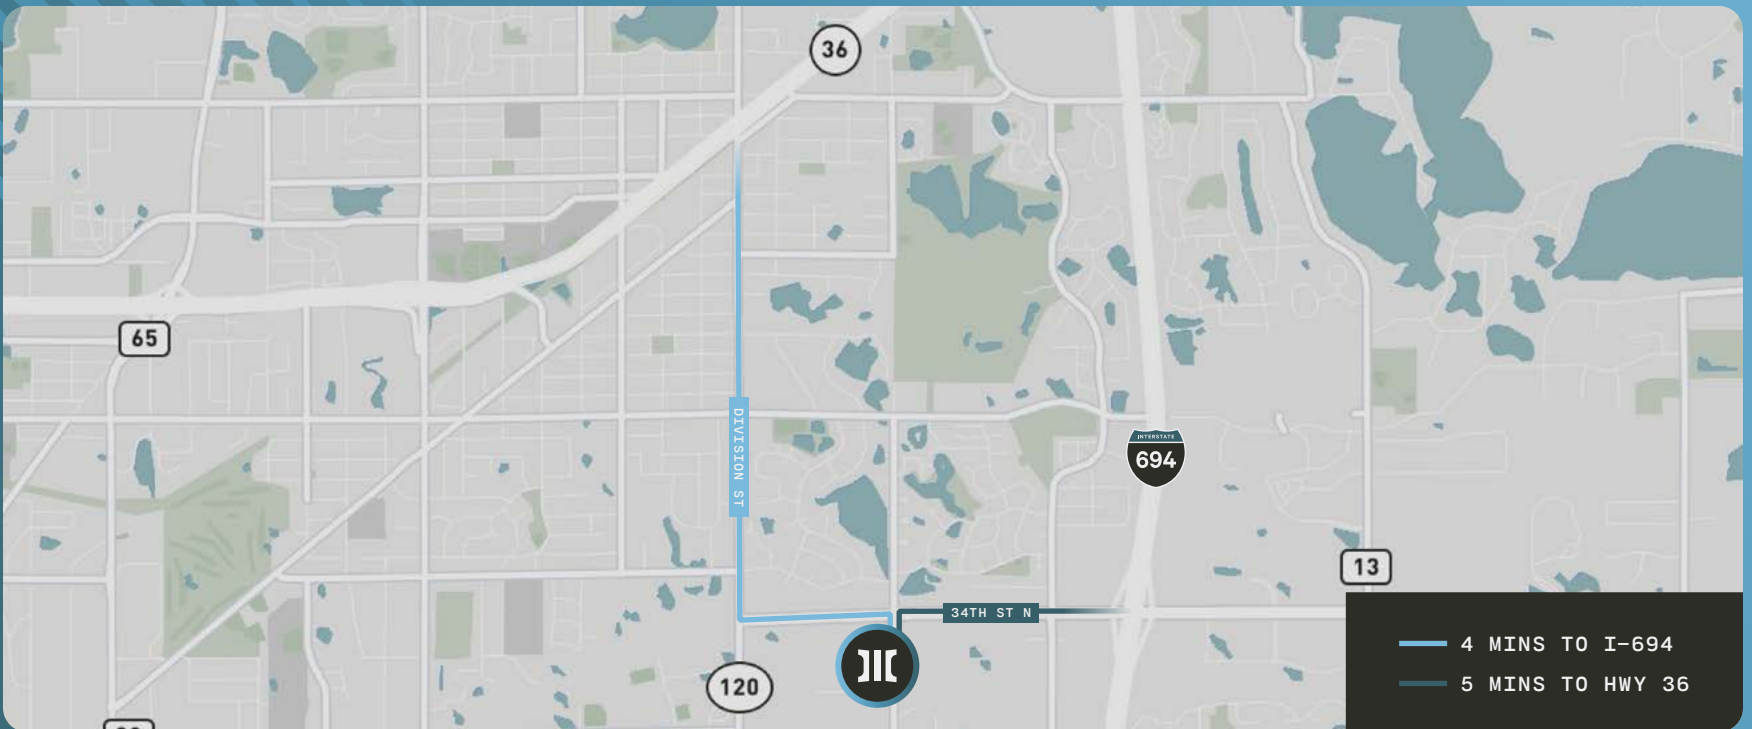 36
65
DIVISION ST
INTERSTATE
694
13
34TH ST N
120
4 MINS TO I-694
5 MINS TO HWY 36